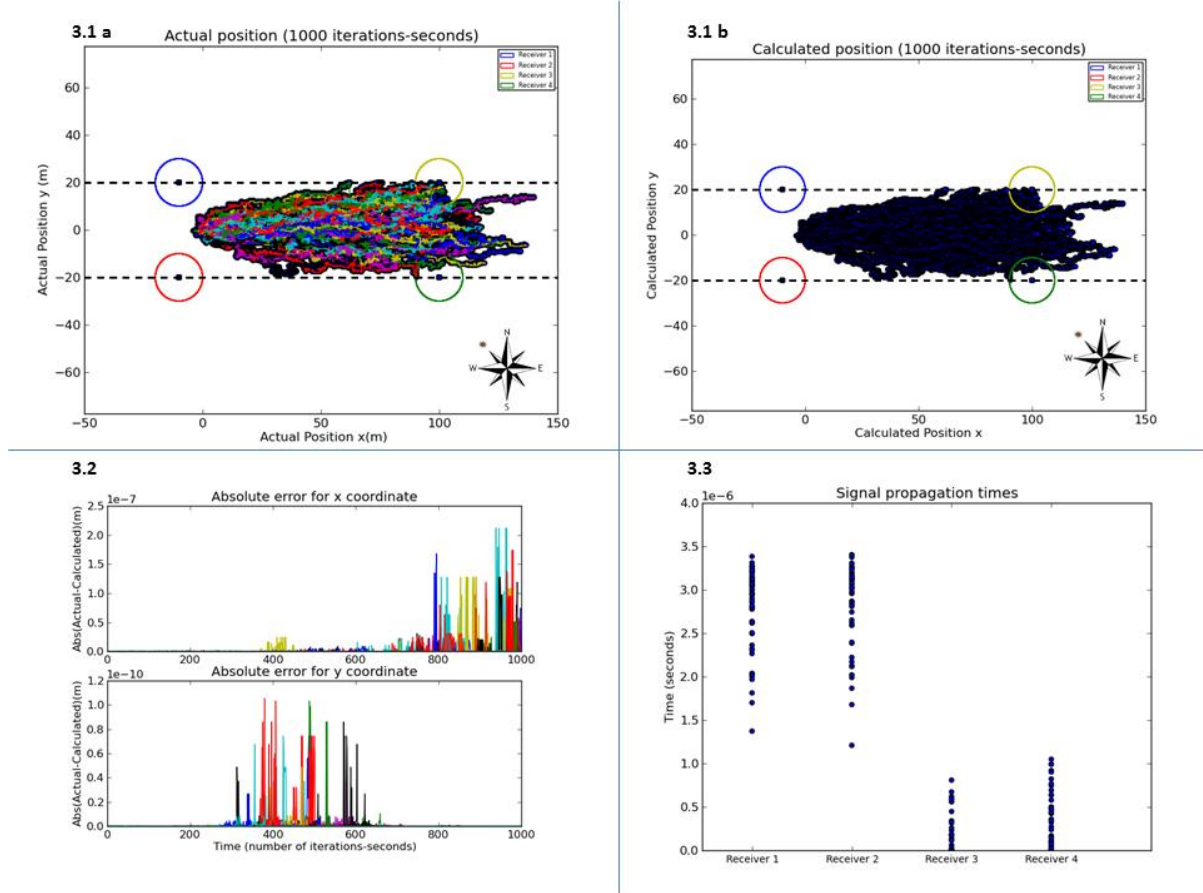 3.1 a
Actual position (1000 iterations-seconds)
Receiver 1
Receiver 2
Receiver 3
Receiver 4
Actual Position y (m)
60
40
20
0
−20
−40
−60
N
W E
S
−50 0 50 100 150
Actual Position x(m)
3.1 b
Calculated position (1000 iterations-seconds)
Receiver 1
Receiver 2
Receiver 3
Receiver 4
Calculated Position y
60
40
20
0
−20
−40
−60
N
W E
S
−50 0 50 100 150
Calculated Position x
3.2
Absolute error for x coordinate
1e−7
Abs(Actual-Calculated)(m)
2.5
2.0
1.5
1.0
0.5
0.0
0 200 400 600 800 1000
Absolute error for y coordinate
1e−10
Abs(Actual-Calculated)(m)
1.2
1.0
0.8
0.6
0.4
0.2
0.0
0 200 400 600 800 1000
Time (number of iterations-seconds)
3.3
Signal propagation times
1e−6
Time (seconds)
4.0
3.5
3.0
2.5
2.0
1.5
1.0
0.5
0.0
Receiver 1 Receiver 2 Receiver 3 Receiver 4